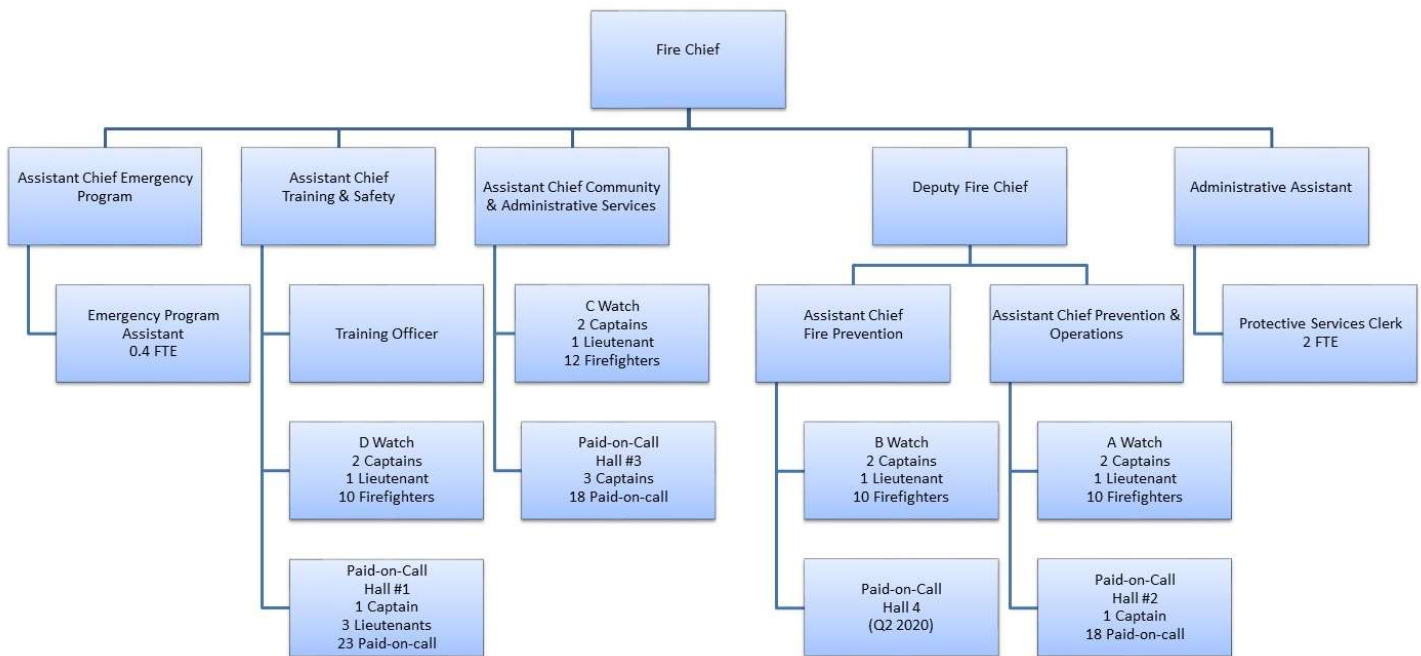 Fire Chief
Assistant Chief Emergency
Program
Assistant Chief
Training & Safety
Assistant Chief Community
& Administrative Services
Deputy Fire Chief
Administrative Assistant
Emergency Program
Assistant
0.4 FTE
Training Officer
C Watch
2 Captains
1 Lieutenant
12 Firefighters
Assistant Chief
Fire Prevention
Assistant Chief Prevention &
Operations
Protective Services Clerk
2 FTE
D Watch
2 Captains
1 Lieutenant
10 Firefighters
Paid-on-Call
Hall #3
3 Captains
18 Paid-on-call
B Watch
2 Captains
1 Lieutenant
10 Firefighters
A Watch
2 Captains
1 Lieutenant
10 Firefighters
Paid-on-Call
Hall #1
1 Captain
3 Lieutenants
23 Paid-on-call
Paid-on-Call
Hall 4
(Q2 2020)
Paid-on-Call
Hall #2
1 Captain
18 Paid-on-call